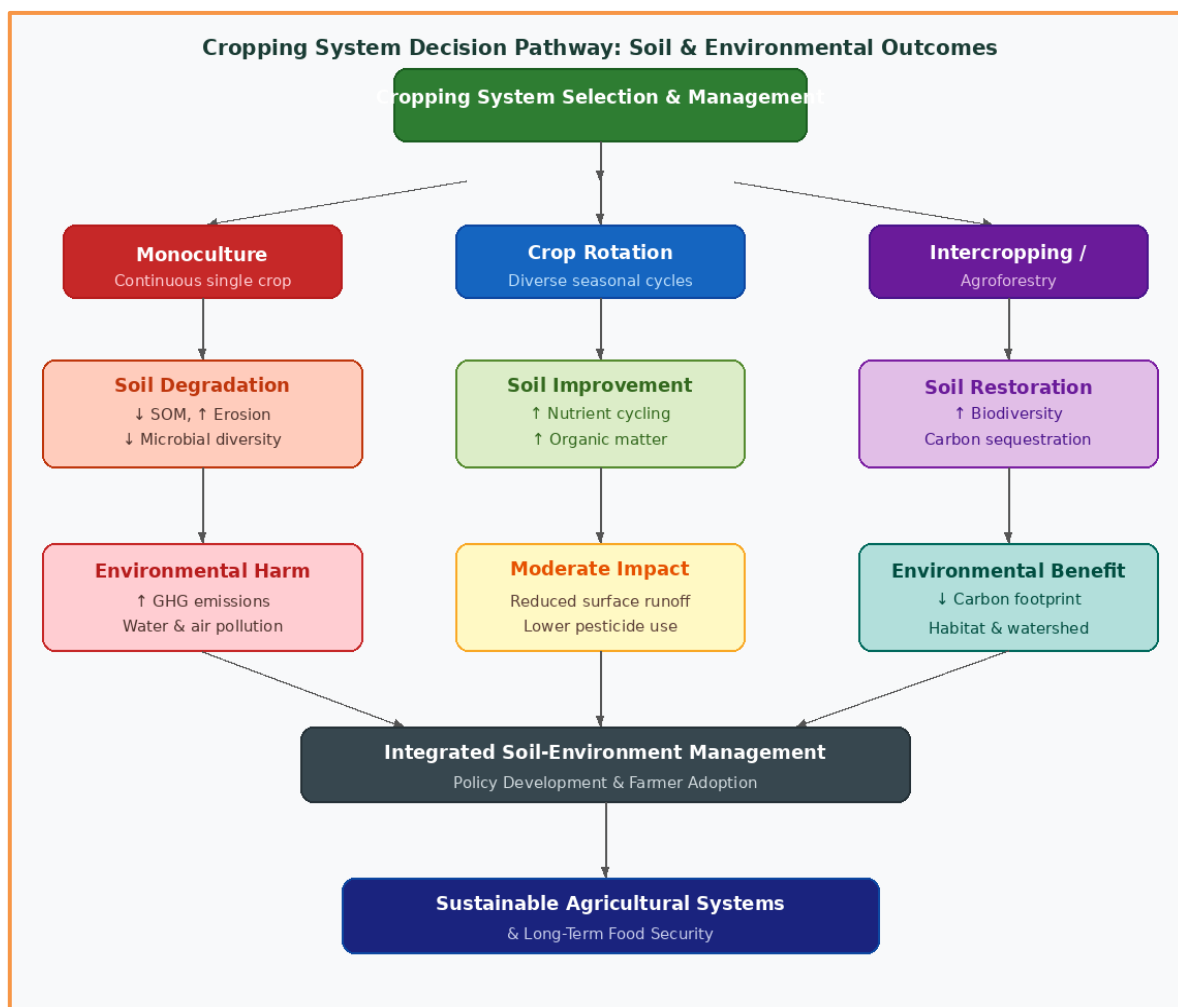 Cropping System Decision Pathway: Soil & Environmental Outcomes
Cropping System Selection & Management
Monoculture
Continuous single crop
Crop Rotation
Diverse seasonal cycles
Intercropping /
Agroforestry
Soil Degradation
↓ SOM, ↑ Erosion
↓ Microbial diversity
Soil Improvement
↑ Nutrient cycling
↑ Organic matter
Soil Restoration
↑ Biodiversity
Carbon sequestration
Environmental Harm
↑ GHG emissions
Water & air pollution
Moderate Impact
Reduced surface runoff
Lower pesticide use
Environmental Benefit
↓ Carbon footprint
Habitat & watershed
Integrated Soil-Environment Management
Policy Development & Farmer Adoption
Sustainable Agricultural Systems
& Long-Term Food Security